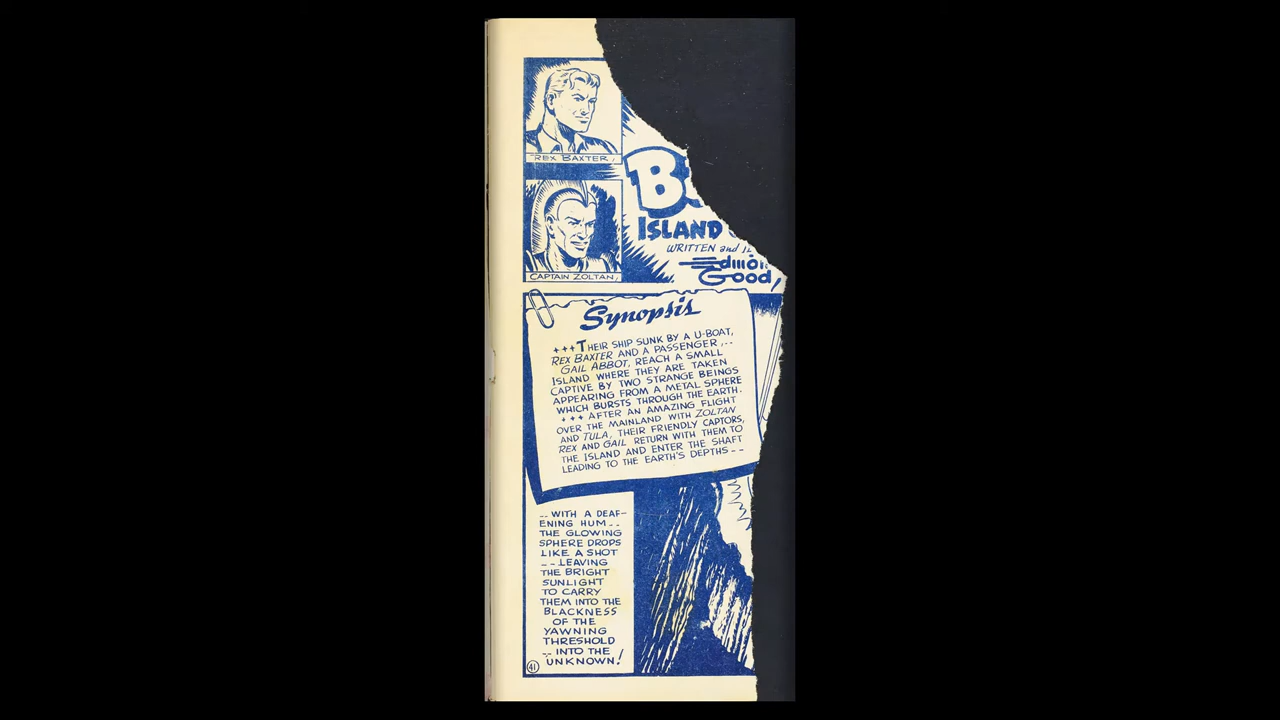 REX BAXTER,
CAPTAIN ZOLTAN,
B
ISLAND
WRITTEN and
Edmon
Good,
Synopsis
+++THEIR SHIP SUNK BY A U-BOAT,
REX BAXTER AND A PASSENGER,--
GAIL ABBOT, REACH A SMALL
ISLAND WHERE THEY ARE TAKEN
CAPTIVE BY TWO STRANGE BEINGS
APPEARING FROM A METAL SPHERE
WHICH BURSTS THROUGH THE EARTH.
+++ AFTER AN AMAZING FLIGHT
OVER THE MAINLAND WITH ZOLTAN
AND TULA, THEIR FRIENDLY CAPTORS,
REX AND GAIL RETURN WITH THEM TO
THE ISLAND AND ENTER THE SHAFT
LEADING TO THE EARTH'S DEPTHS--
-- WITH A DEAF-
ENING HUM--
THE GLOWING
SPHERE DROPS
LIKE A SHOT
--LEAVING
THE BRIGHT
SUNLIGHT
TO CARRY
THEM INTO THE
BLACKNESS
OF THE
YAWNING
THRESHOLD
-- INTO THE
UNKNOWN!
41